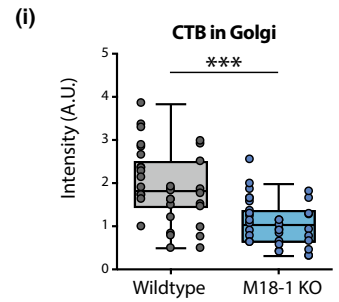 (i)
CTB in Golgi
***
5
4
3
2
1
0
Intensity (A.U.)
Wildtype
M18-1 KO